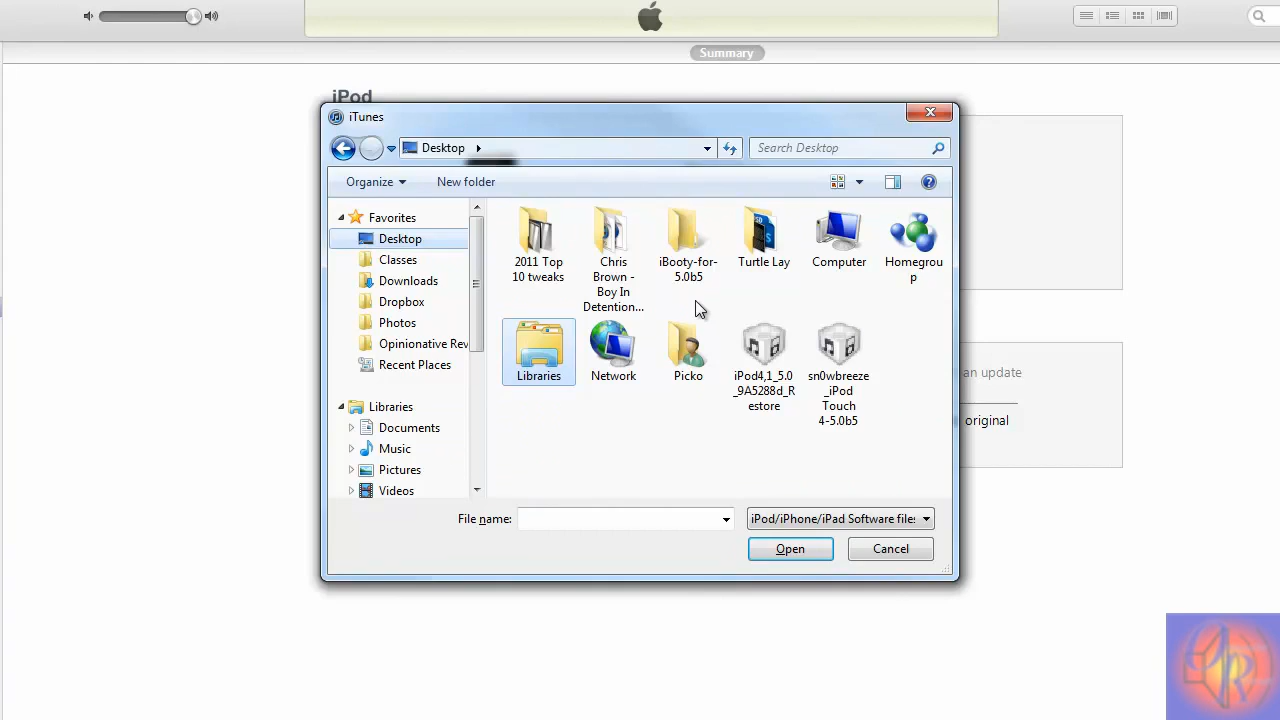 Summary
iPod
iTunes
Desktop
Search Desktop
Organize
New folder
Favorites
Desktop
Classes
Downloads
Dropbox
Photos
Opinionative Rev
Recent Places
Libraries
Documents
Music
Pictures
Videos
2011 Top
10 tweaks
Chris
Brown -
Boy In
Detention...
iBooty-for-
5.0b5
Turtle Lay
Computer
Homegrou
p
Libraries
Network
Picko
iPod4,1_5.0
_9A5288d_R
estore
sn0wbreeze
_iPod
Touch
4-5.0b5
an update
original
File name:
iPod/iPhone/iPad Software files
Open
Cancel